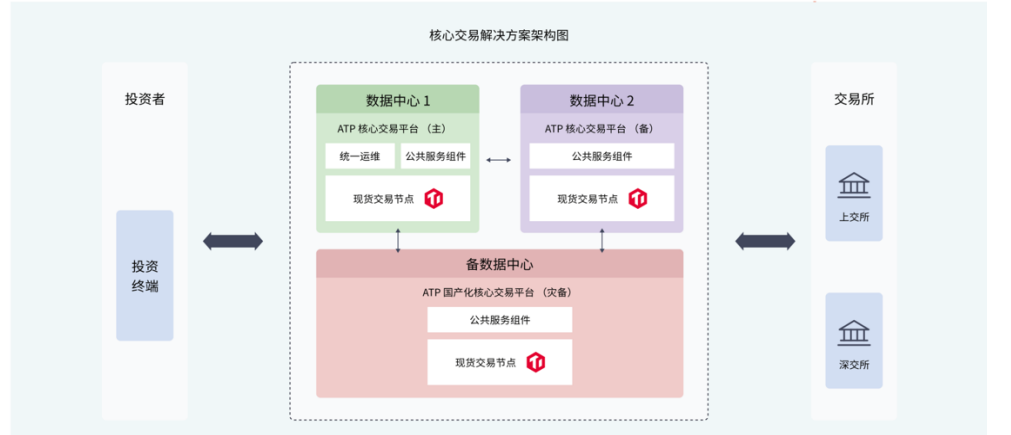 核心交易解决方案架构图
投资者
投资
终端
数据中心 1
ATP 核心交易平台 （主）
统一运维
公共服务组件
现货交易节点
数据中心 2
ATP 核心交易平台 （备）
公共服务组件
现货交易节点
备数据中心
ATP 国产化核心交易平台 （灾备）
公共服务组件
现货交易节点
交易所
上交所
深交所